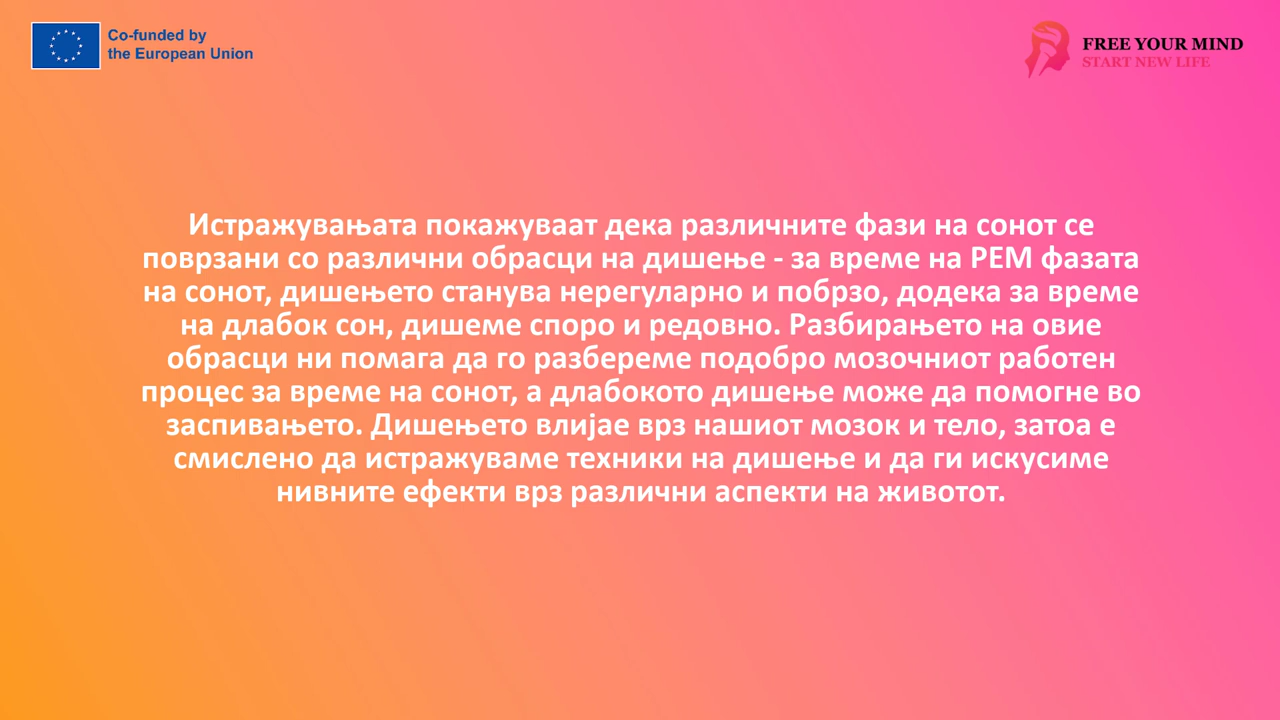 Co-funded by
the European Union
FREE YOUR MIND
START NEW LIFE
Истражувањата покажуваат дека различните фази на сонот се
поврзани со различни обрасци на дишење - за време на РЕМ фазата
на сонот, дишењето станува нерегуларно и побрзо, додека за време
на длабок сон, дишеме споро и редовно. Разбирањето на овие
обрасци ни помага да го разбереме подобро мозочниот работен
процес за време на сонот, а длабокото дишење може да помогне во
заспивањето. Дишењето влијае врз нашиот мозок и тело, затоа е
смислено да истражуваме техники на дишење и да ги искусиме
нивните ефекти врз различни аспекти на животот.